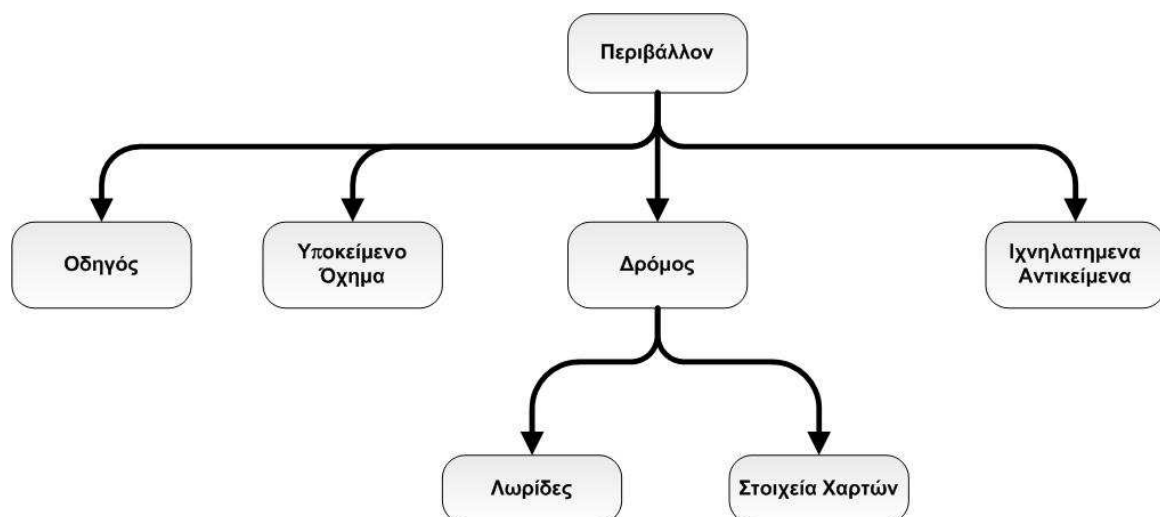 Περιβάλλον
Οδηγός
Υποκείμενο
Όχημα
Δρόμος
Ιχνηλατημενα
Αντικείμενα
Λωρίδες
Στοιχεία Χαρτών